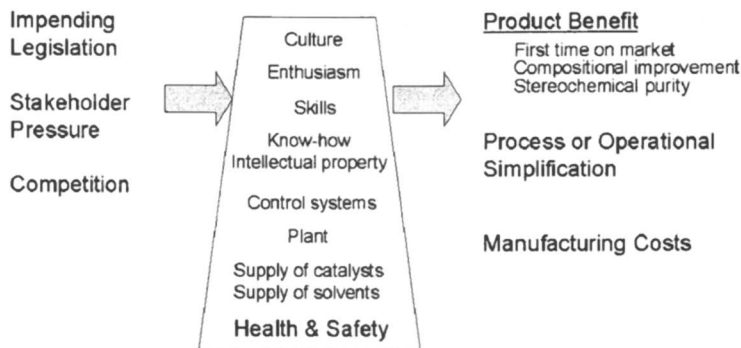 Impending
Legislation
Stakeholder
Pressure
Competition
Culture
Enthusiasm
Skills
Know-how
Intellectual property
Control systems
Plant
Supply of catalysts
Supply of solvents
Health & Safety
Product Benefit
First time on market
Compositional improvement
Stereochemical purity
Process or Operational
Simplification
Manufacturing Costs